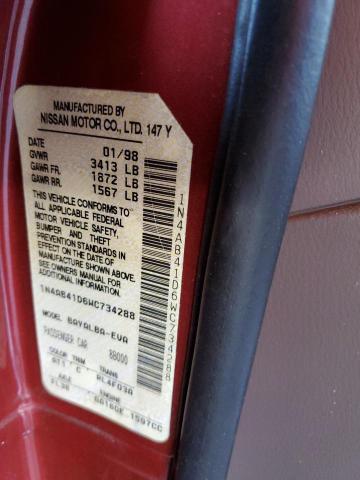 MANUFACTURED BY
NISSAN MOTOR CO., LTD. 147 Y
DATE 01/98
GVWR 3413 LB
GAWR FR. 1872 LB
GAWR RR. 1567 LB
THIS VEHICLE CONFORMS TO
ALL APPLICABLE FEDERAL
MOTOR VEHICLE SAFETY,
BUMPER AND THEFT
PREVENTION STANDARDS IN
EFFECT ON THE DATE OF
MANUFACTURE SHOWN ABOVE.
SEE OWNERS MANUAL FOR
ADDITIONAL INFORMATION
1N4AB41D6WC734288
MODEL BAYALBA-EVA
PASSENGER CAR 88000
COLOR TRIM TRANS
C RL4F03A
AXLE ENGINE
GA16DE 1597CC
1N4AB41D6WC734288